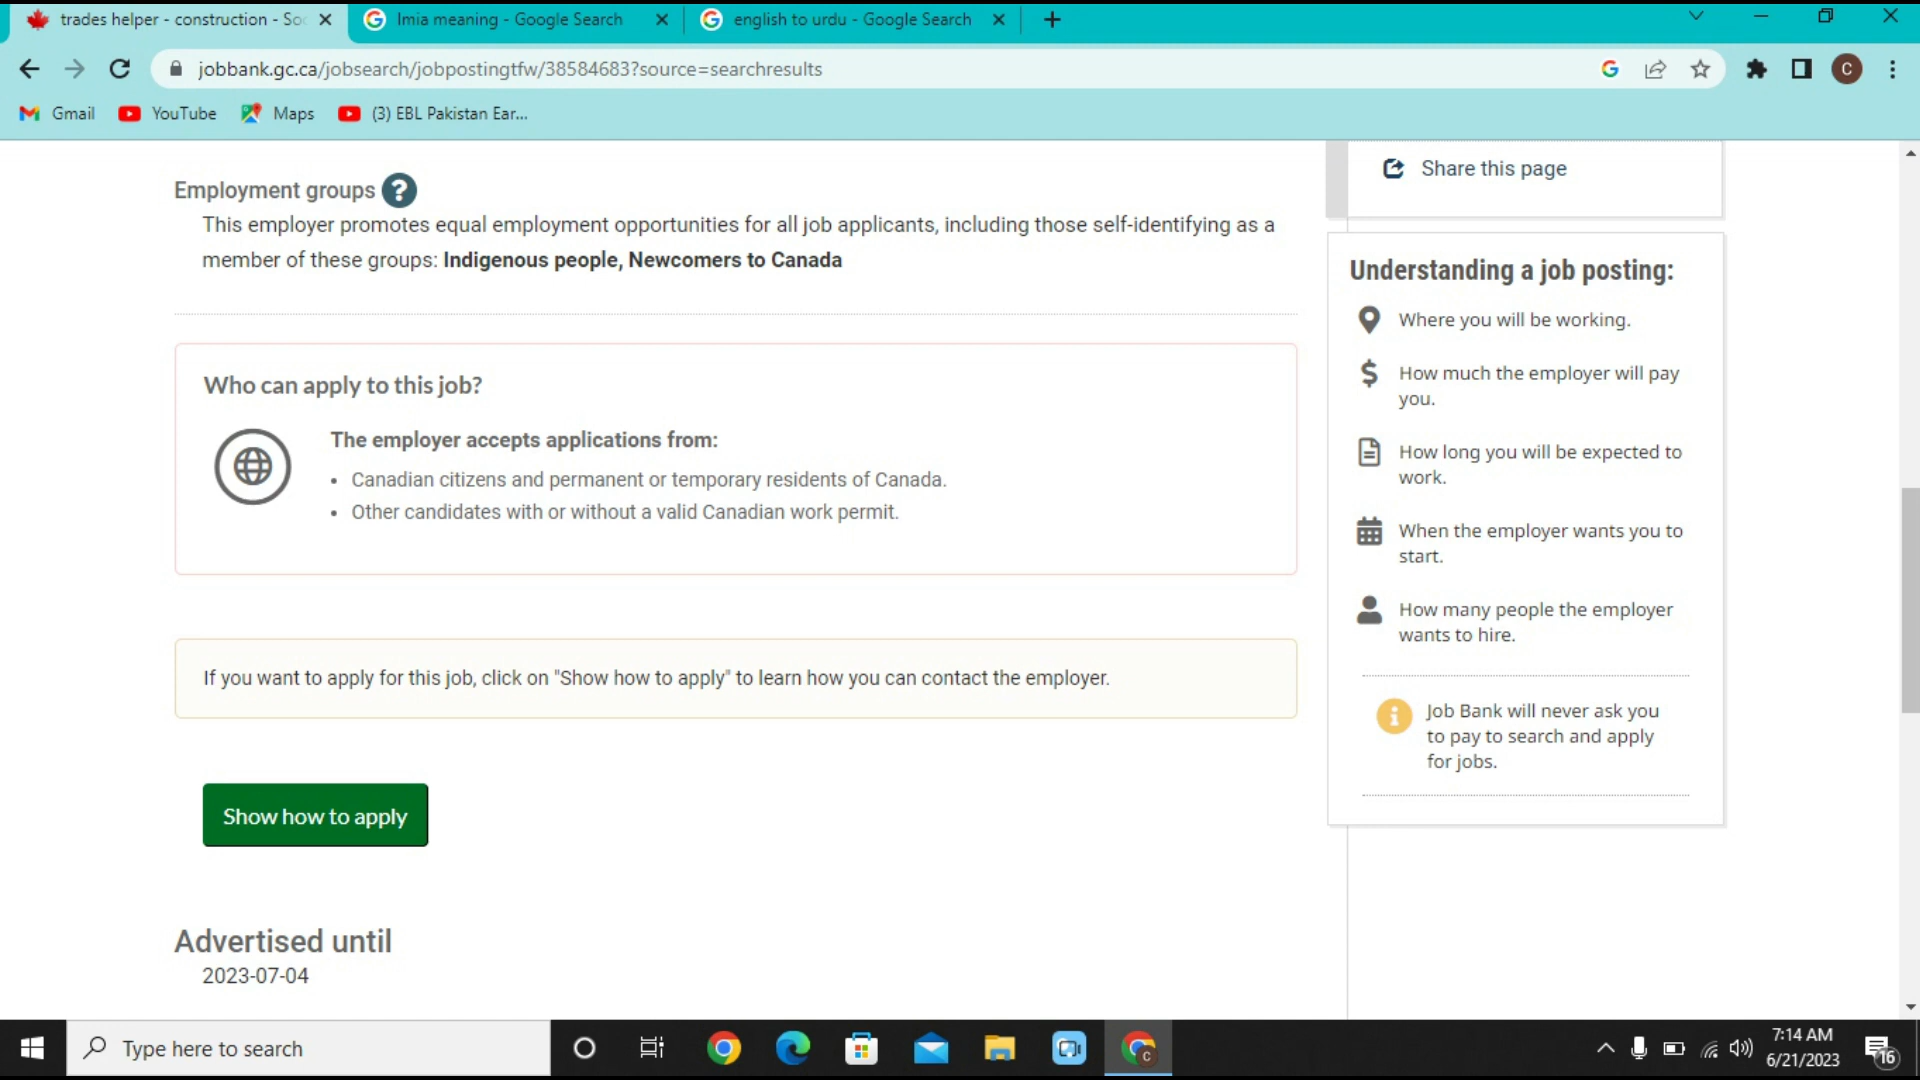 trades helper - construction - Soc
lmia meaning - Google Search
english to urdu - Google Search
jobbank.gc.ca/jobsearch/jobpostingtfw/38584683?source=searchresults
C
Gmail
YouTube
Maps
(3) EBL Pakistan Ear...
Employment groups ?
This employer promotes equal employment opportunities for all job applicants, including those self-identifying as a
member of these groups: Indigenous people, Newcomers to Canada
Who can apply to this job?
The employer accepts applications from:
• Canadian citizens and permanent or temporary residents of Canada.
• Other candidates with or without a valid Canadian work permit.
If you want to apply for this job, click on "Show how to apply" to learn how you can contact the employer.
Show how to apply
Advertised until
2023-07-04
Share this page
Understanding a job posting:
Where you will be working.
$ How much the employer will pay
you.
How long you will be expected to
work.
When the employer wants you to
start.
How many people the employer
wants to hire.
Job Bank will never ask you
to pay to search and apply
for jobs.
Type here to search
7:14 AM
6/21/2023
16